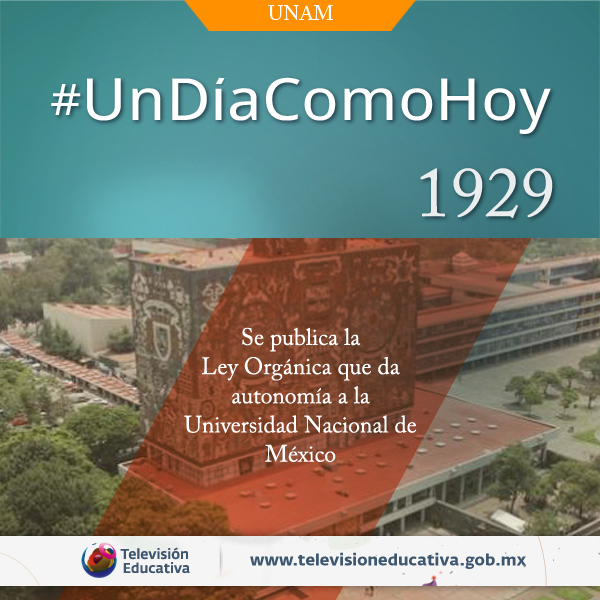 UNAM
#UnDíaComoHoy
1929
Se publica la
Ley Orgánica que da
autonomía a la
Universidad Nacional de
México
Televisión
Educativa
www.televisioneducativa.gob.mx